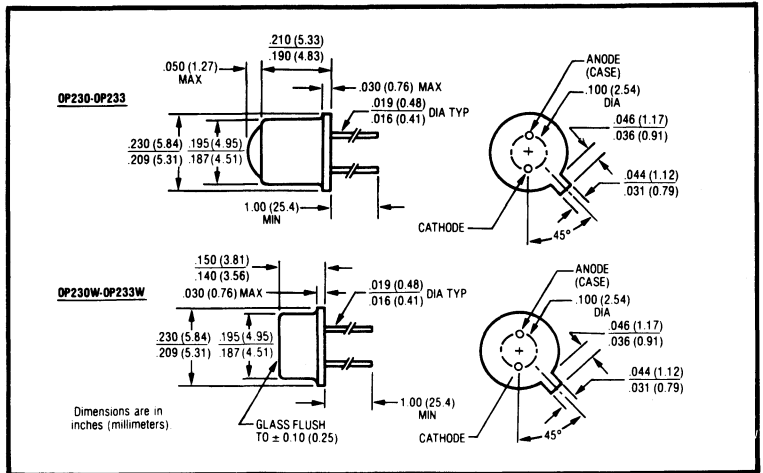 OP230-OP233
.050 (1.27)
MAX
.210 (5.33)
.190 (4.83)
.030 (0.76) MAX
.019 (0.48)
.016 (0.41)
DIA TYP
.230 (5.84)
.209 (5.31)
.195 (4.95)
.187 (4.51)
1.00 (25.4)
MIN
ANODE
(CASE)
.100 (2.54)
DIA
.046 (1.17)
.036 (0.91)
.044 (1.12)
.031 (0.79)
CATHODE
45°
OP230W-OP233W
.150 (3.81)
.140 (3.56)
.030 (0.76) MAX
.019 (0.48)
.016 (0.41)
DIA TYP
.230 (5.84)
.209 (5.31)
.195 (4.95)
.187 (4.51)
1.00 (25.4)
MIN
GLASS FLUSH
TO ± 0.10 (0.25)
Dimensions are in
inches (millimeters).
ANODE
(CASE)
.100 (2.54)
DIA
.046 (1.17)
.036 (0.91)
.044 (1.12)
.031 (0.79)
CATHODE
45°